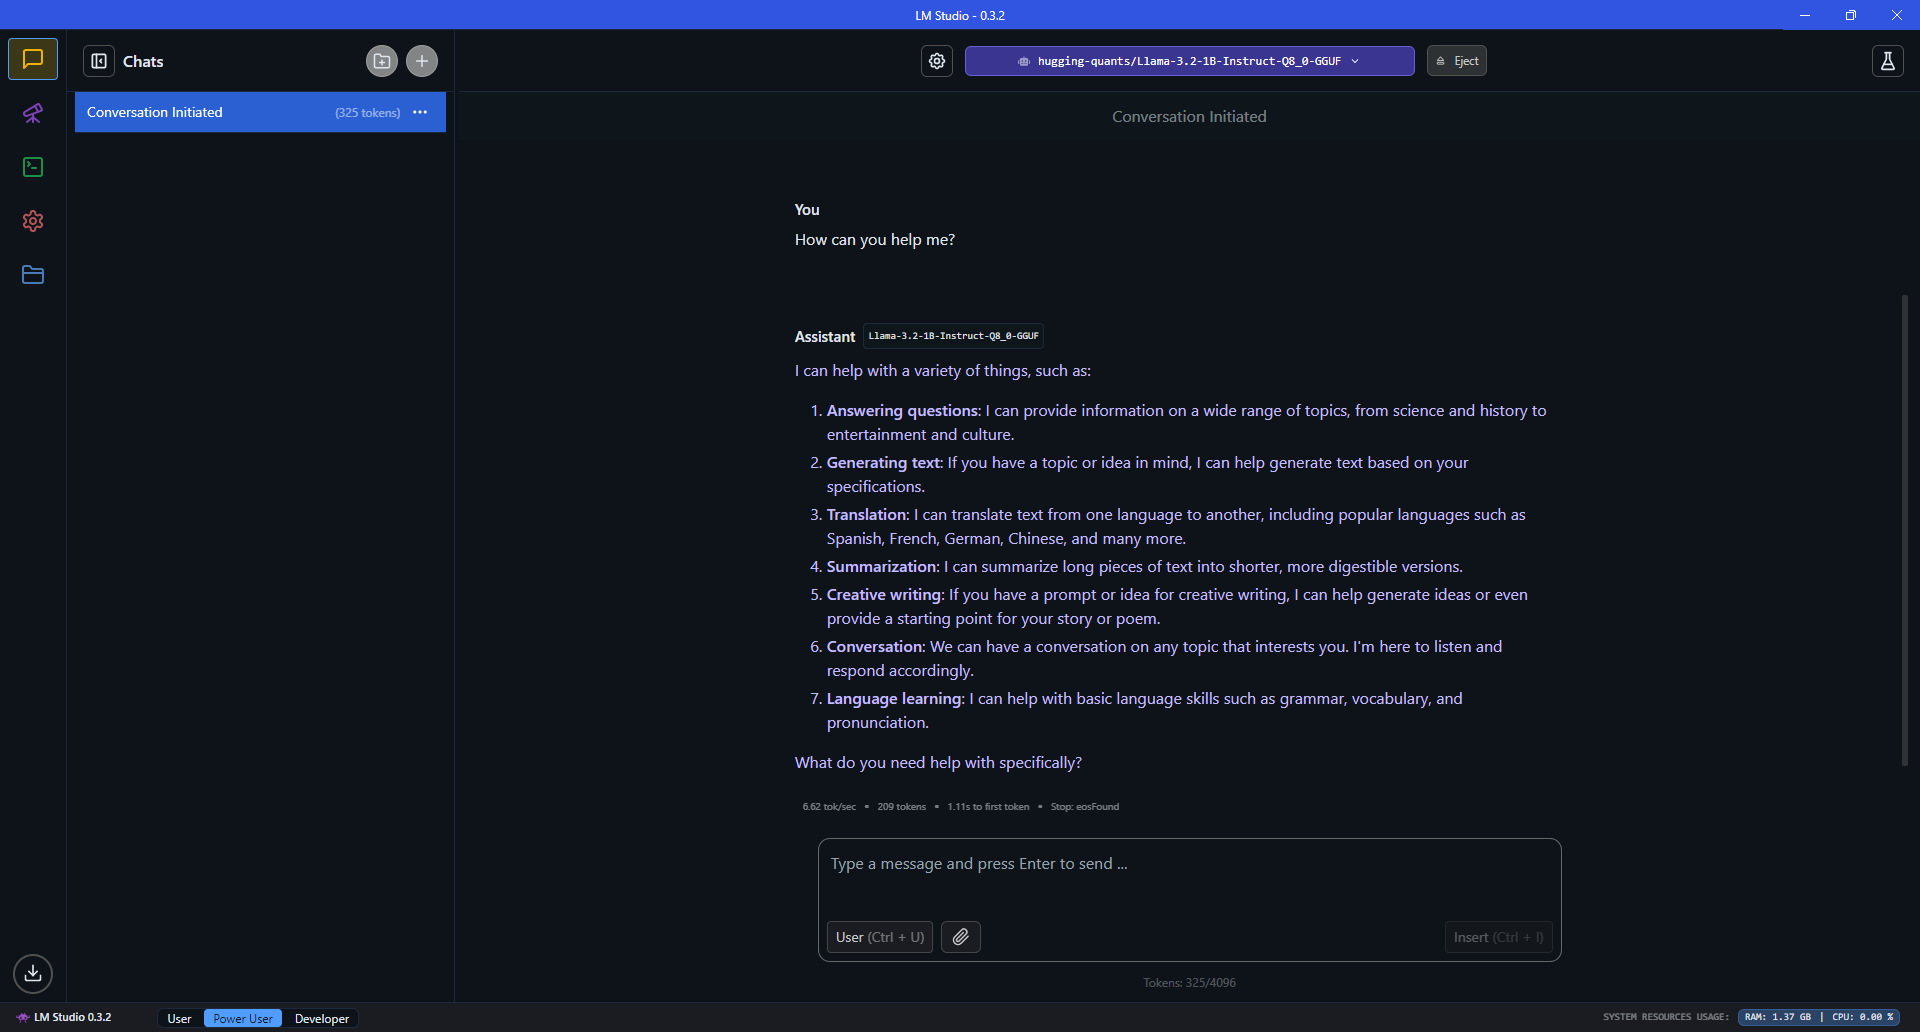 LM Studio - 0.3.2
Chats
hugging-quants/Llama-3.2-1B-Instruct-Q8_0-GGUF
Eject
Conversation Initiated (325 tokens)
Conversation Initiated
You
How can you help me?
Assistant Llama-3.2-1B-Instruct-Q8_0-GGUF
I can help with a variety of things, such as:
1. Answering questions: I can provide information on a wide range of topics, from science and history to
entertainment and culture.
2. Generating text: If you have a topic or idea in mind, I can help generate text based on your
specifications.
3. Translation: I can translate text from one language to another, including popular languages such as
Spanish, French, German, Chinese, and many more.
4. Summarization: I can summarize long pieces of text into shorter, more digestible versions.
5. Creative writing: If you have a prompt or idea for creative writing, I can help generate ideas or even
provide a starting point for your story or poem.
6. Conversation: We can have a conversation on any topic that interests you. I'm here to listen and
respond accordingly.
7. Language learning: I can help with basic language skills such as grammar, vocabulary, and
pronunciation.
What do you need help with specifically?
6.62 tok/sec • 209 tokens • 1.11s to first token • Stop: eosFound
Type a message and press Enter to send ...
User (Ctrl + U)
Insert (Ctrl + I)
Tokens: 325/4096
LM Studio 0.3.2
User Power User Developer
SYSTEM RESOURCES USAGE: RAM: 1.37 GB | CPU: 0.00 %